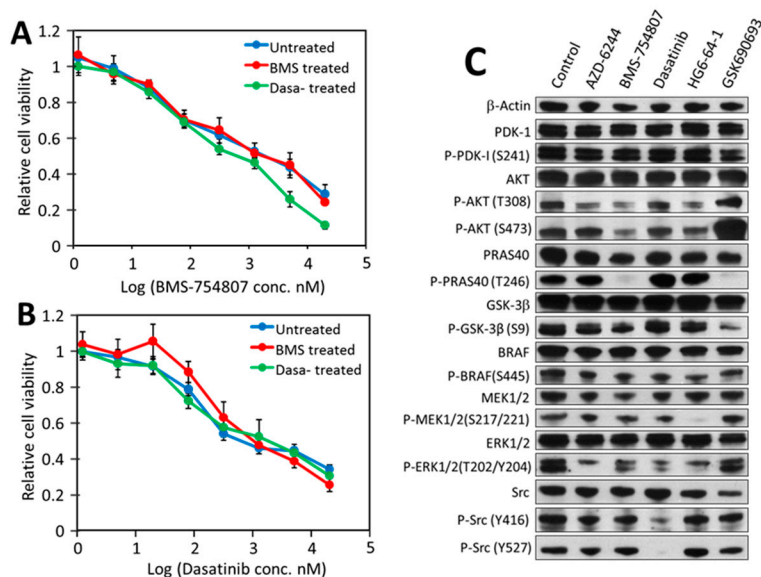 A
1.2
1
0.8
0.6
0.4
0.2
0
Relative cell viability
Untreated
BMS treated
Dasa- treated
0 1 2 3 4 5
Log (BMS-754807 conc. nM)
B
1.2
1.0
0.8
0.6
0.4
0.2
0
Relative cell viability
Untreated
BMS treated
Dasa- treated
0 1 2 3 4 5
Log (Dasatinib conc. nM)
C
Control
AZD-6244
BMS-754807
Dasatinib
HG6-64-1
GSK690693
β-Actin
PDK-1
P-PDK-I (S241)
AKT
P-AKT (T308)
P-AKT (S473)
PRAS40
P-PRAS40 (T246)
GSK-3β
P-GSK-3β (S9)
BRAF
P-BRAF(S445)
MEK1/2
P-MEK1/2(S217/221)
ERK1/2
P-ERK1/2(T202/Y204)
Src
P-Src (Y416)
P-Src (Y527)